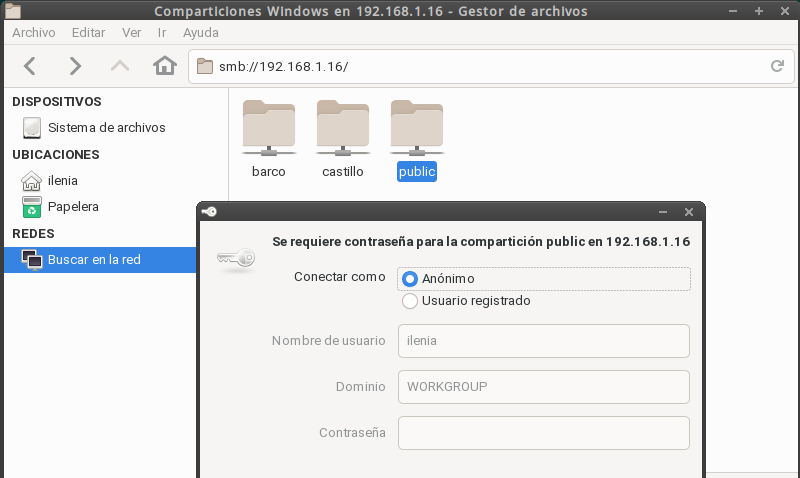 Comparticiones Windows en 192.168.1.16 - Gestor de archivos
Archivo Editar Ver Ir Ayuda
smb://192.168.1.16/
DISPOSITIVOS
Sistema de archivos
UBICACIONES
ilenia
Papelera
REDES
Buscar en la red
barco castillo public
Se requiere contraseña para la compartición public en 192.168.1.16
Conectar como Anónimo
Usuario registrado
Nombre de usuario ilenia
Dominio WORKGROUP
Contraseña